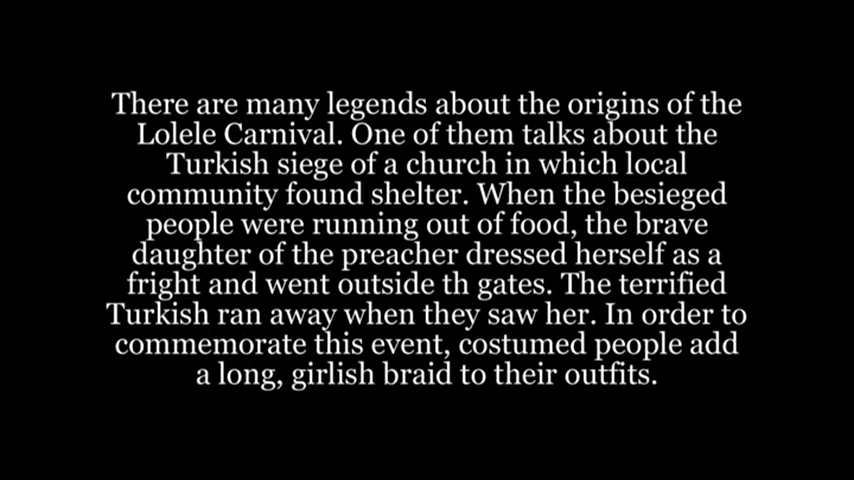 There are many legends about the origins of the
Lolele Carnival. One of them talks about the
Turkish siege of a church in which local
community found shelter. When the besieged
people were running out of food, the brave
daughter of the preacher dressed herself as a
fright and went outside th gates. The terrified
Turkish ran away when they saw her. In order to
commemorate this event, costumed people add
a long, girlish braid to their outfits.